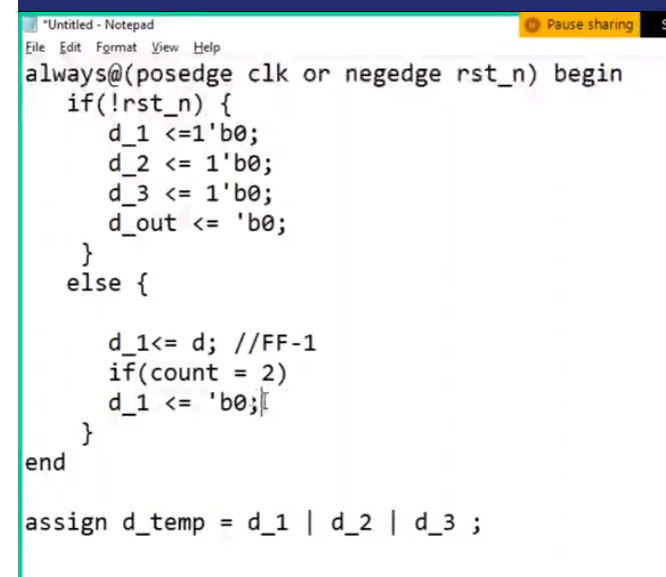 *Untitled - Notepad
Pause sharing
S
File Edit Format View Help
always@(posedge clk or negedge rst_n) begin
if(!rst_n) {
d_1 <=1'b0;
d_2 <= 1'b0;
d_3 <= 1'b0;
d_out <= 'b0;
}
else {
d_1<= d; //FF-1
if(count = 2)
d_1 <= 'b0;
}
end
assign d_temp = d_1 | d_2 | d_3 ;